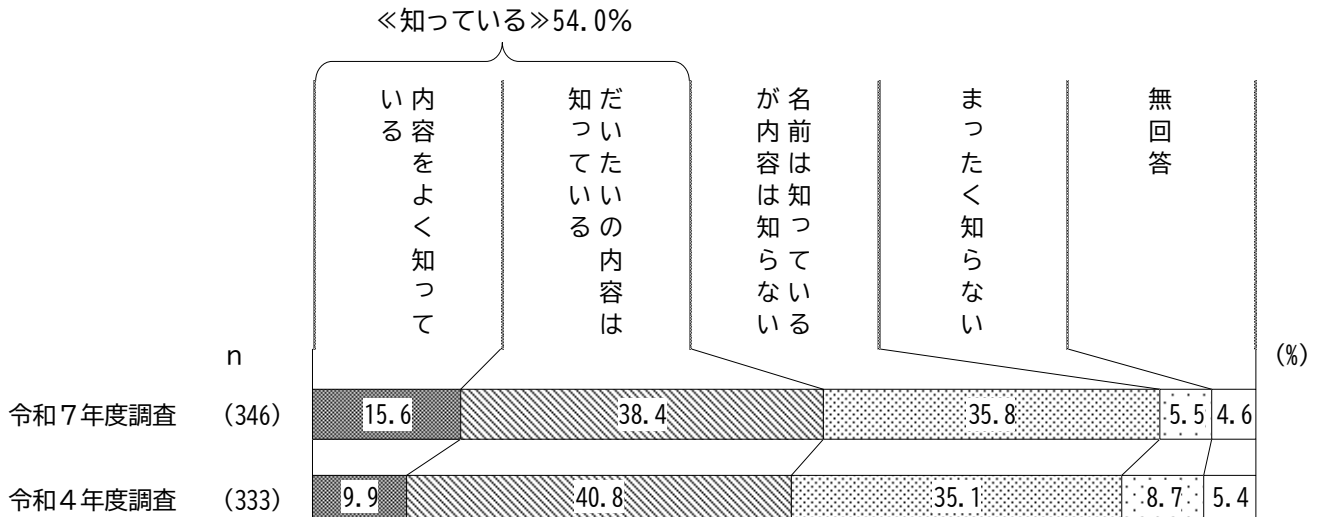 ≪知っている≫54.0%
内容をよく知って
いる
だいたいの内容は
知っている
名前は知っている
が内容は知らない
まったく知らない
無回答
n
(%)
令和７年度調査 (346) 15.6 38.4 35.8 5.5 4.6
令和４年度調査 (333) 9.9 40.8 35.1 8.7 5.4